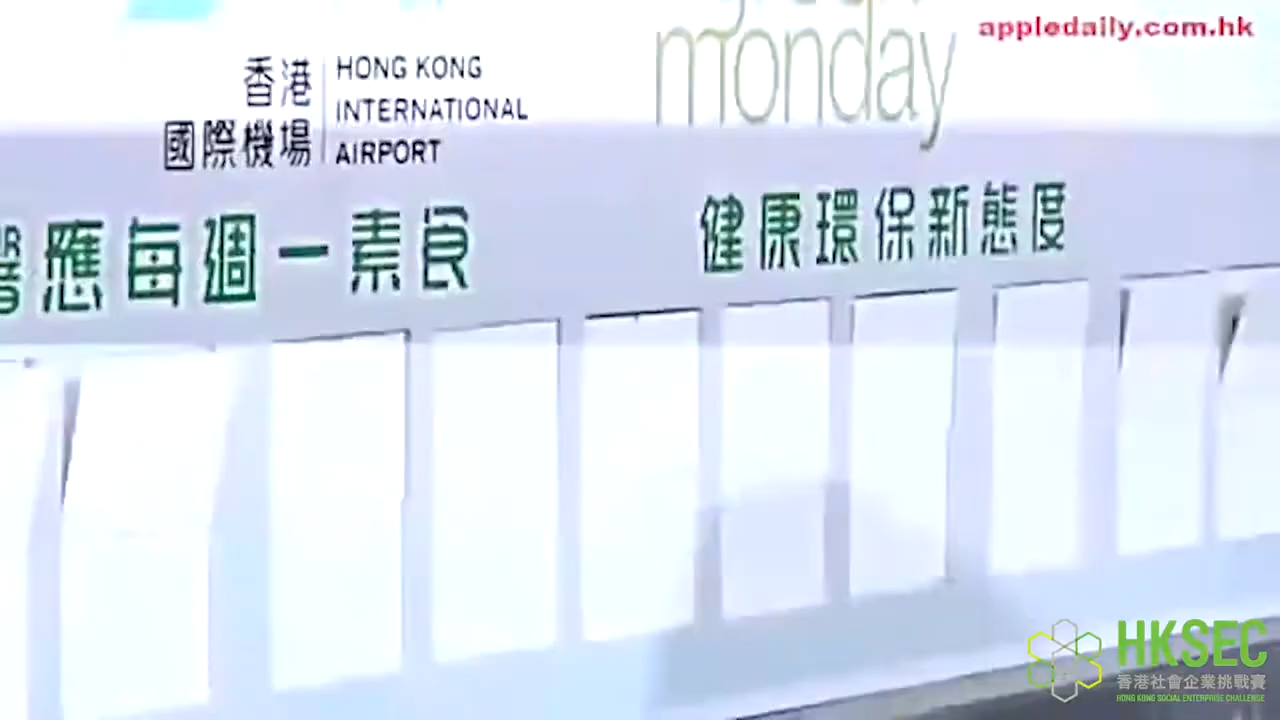 appledaily.com.hk
monday
香港
國際機場
HONG KONG
INTERNATIONAL
AIRPORT
響應每週一素食
健康環保新態度
HKSEC
香港社會企業挑戰賽
HONG KONG SOCIAL ENTERPRISE CHALLENGE